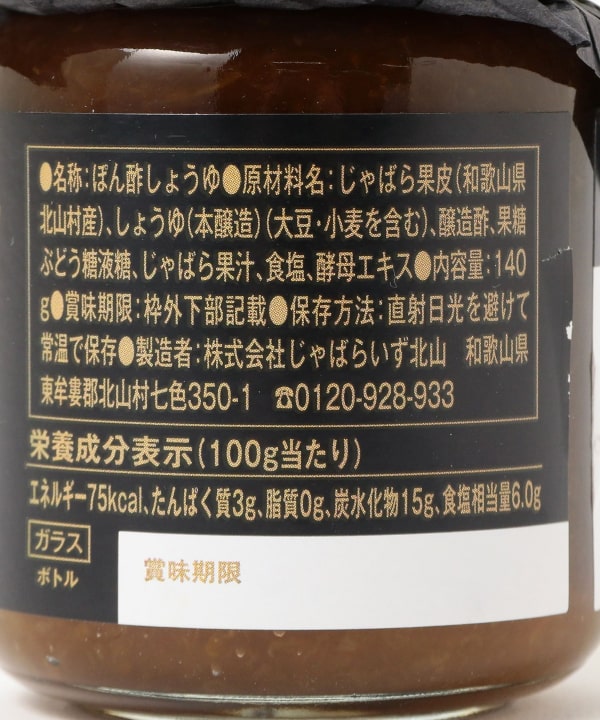 ●名称:ぽん酢しょうゆ●原材料名:じゃばら果皮(和歌山県
北山村産)、しょうゆ(本醸造)(大豆・小麦を含む)、醸造酢、果糖
ぶどう糖液糖、じゃばら果汁、食塩、酵母エキス●内容量:140
g●賞味期限:枠外下部記載●保存方法:直射日光を避けて
常温で保存●製造者:株式会社じゃばらいず北山 和歌山県
東牟婁郡北山村七色350-1 ☎0120-928-933
栄養成分表示(100g当たり)
エネルギー75kcal、たんぱく質3g、脂質0g、炭水化物15g、食塩相当量6.0g
ガラス
ボトル
賞味期限